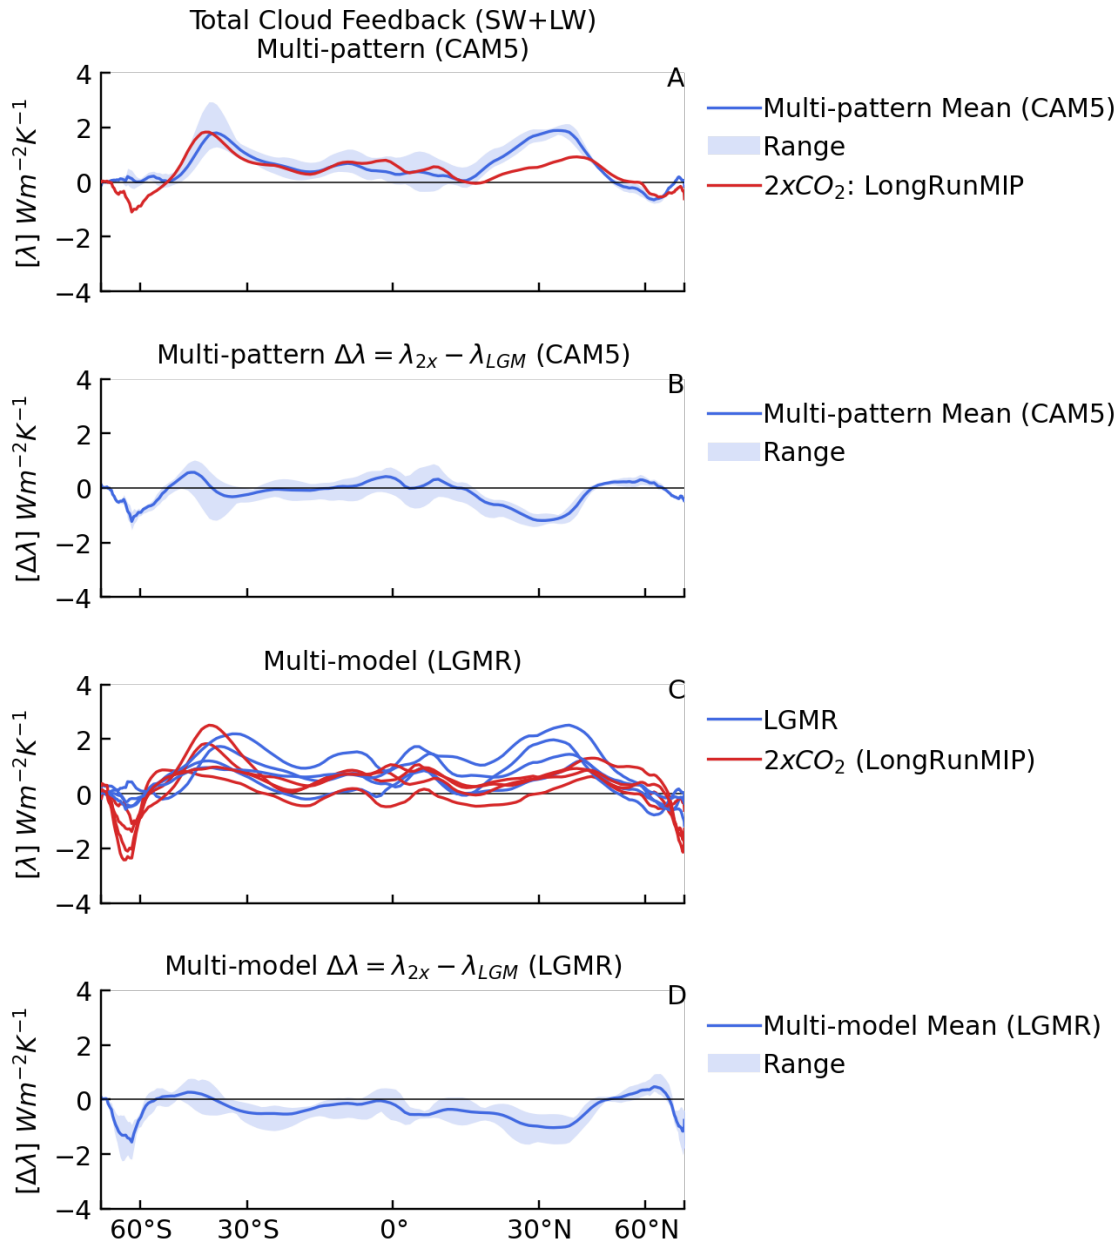 Total Cloud Feedback (SW+LW)
Multi-pattern (CAM5)
A
[λ] Wm⁻²K⁻¹
4
2
0
−2
−4
Multi-pattern Mean (CAM5)
Range
2xCO₂: LongRunMIP
Multi-pattern Δλ = λ₂ₓ − λ_LGM (CAM5)
B
[Δλ] Wm⁻²K⁻¹
4
2
0
−2
−4
Multi-pattern Mean (CAM5)
Range
Multi-model (LGMR)
C
[λ] Wm⁻²K⁻¹
4
2
0
−2
−4
LGMR
2xCO₂ (LongRunMIP)
Multi-model Δλ = λ₂ₓ − λ_LGM (LGMR)
D
[Δλ] Wm⁻²K⁻¹
4
2
0
−2
−4
Multi-model Mean (LGMR)
Range
60°S 30°S 0° 30°N 60°N